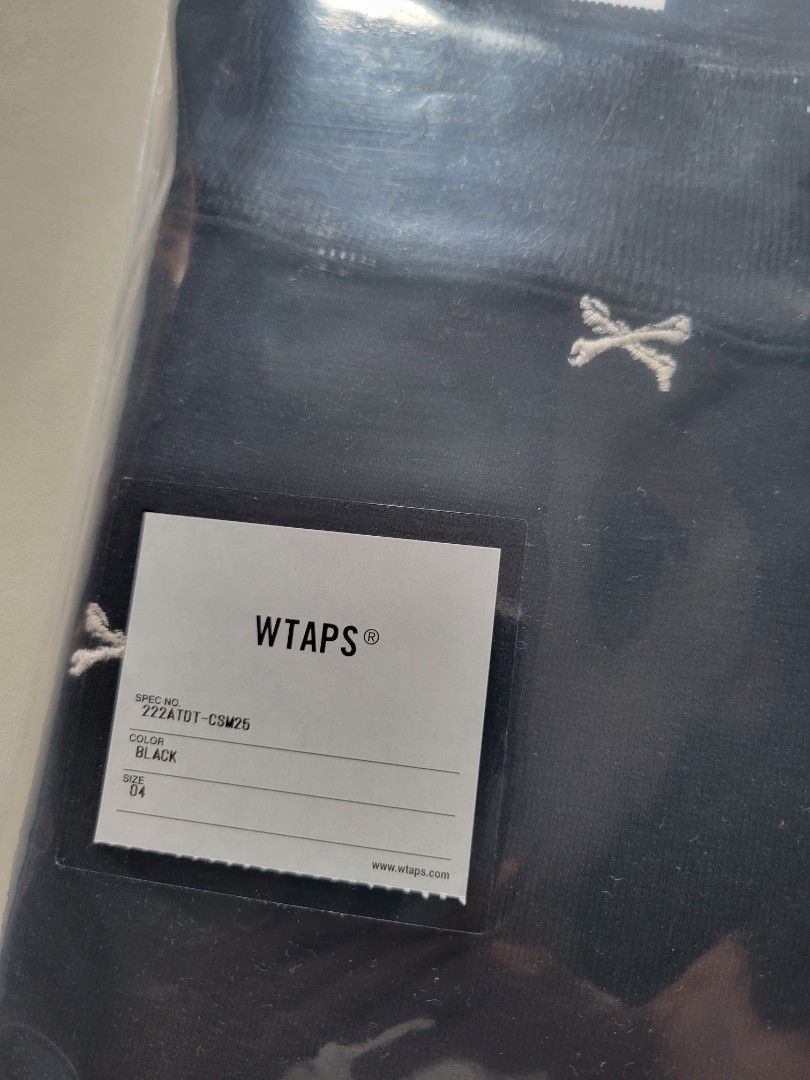 WTAPS®
SPEC NO.
222ATDT-CSM25
COLOR
BLACK
SIZE
04
www.wtaps.com